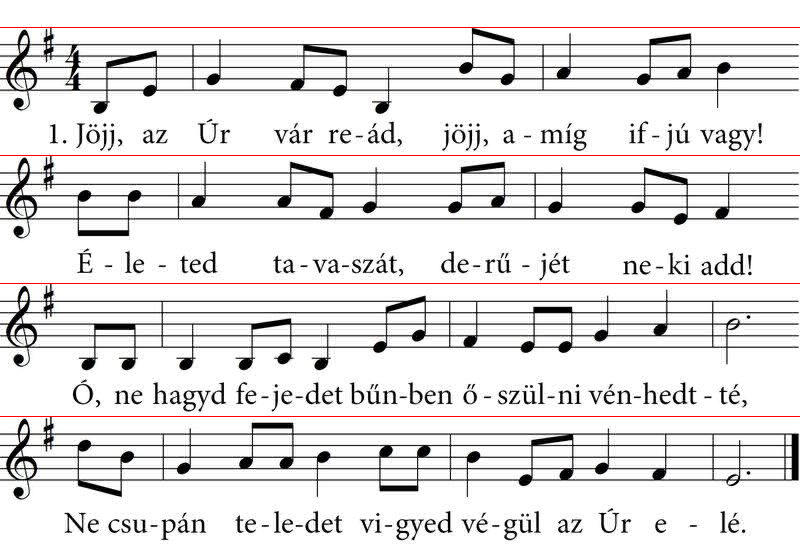 1. Jöjj, az Úr vár re-ád, jöjj, a-míg if-jú vagy!
É-le-ted ta-va-szát, de-rű-jét ne-ki add!
Ó, ne hagyd fe-je-det bűn-ben ő-szül-ni vén-hedt-té,
Ne csu-pán te-le-det vi-gyed vé-gül az Úr e-lé.